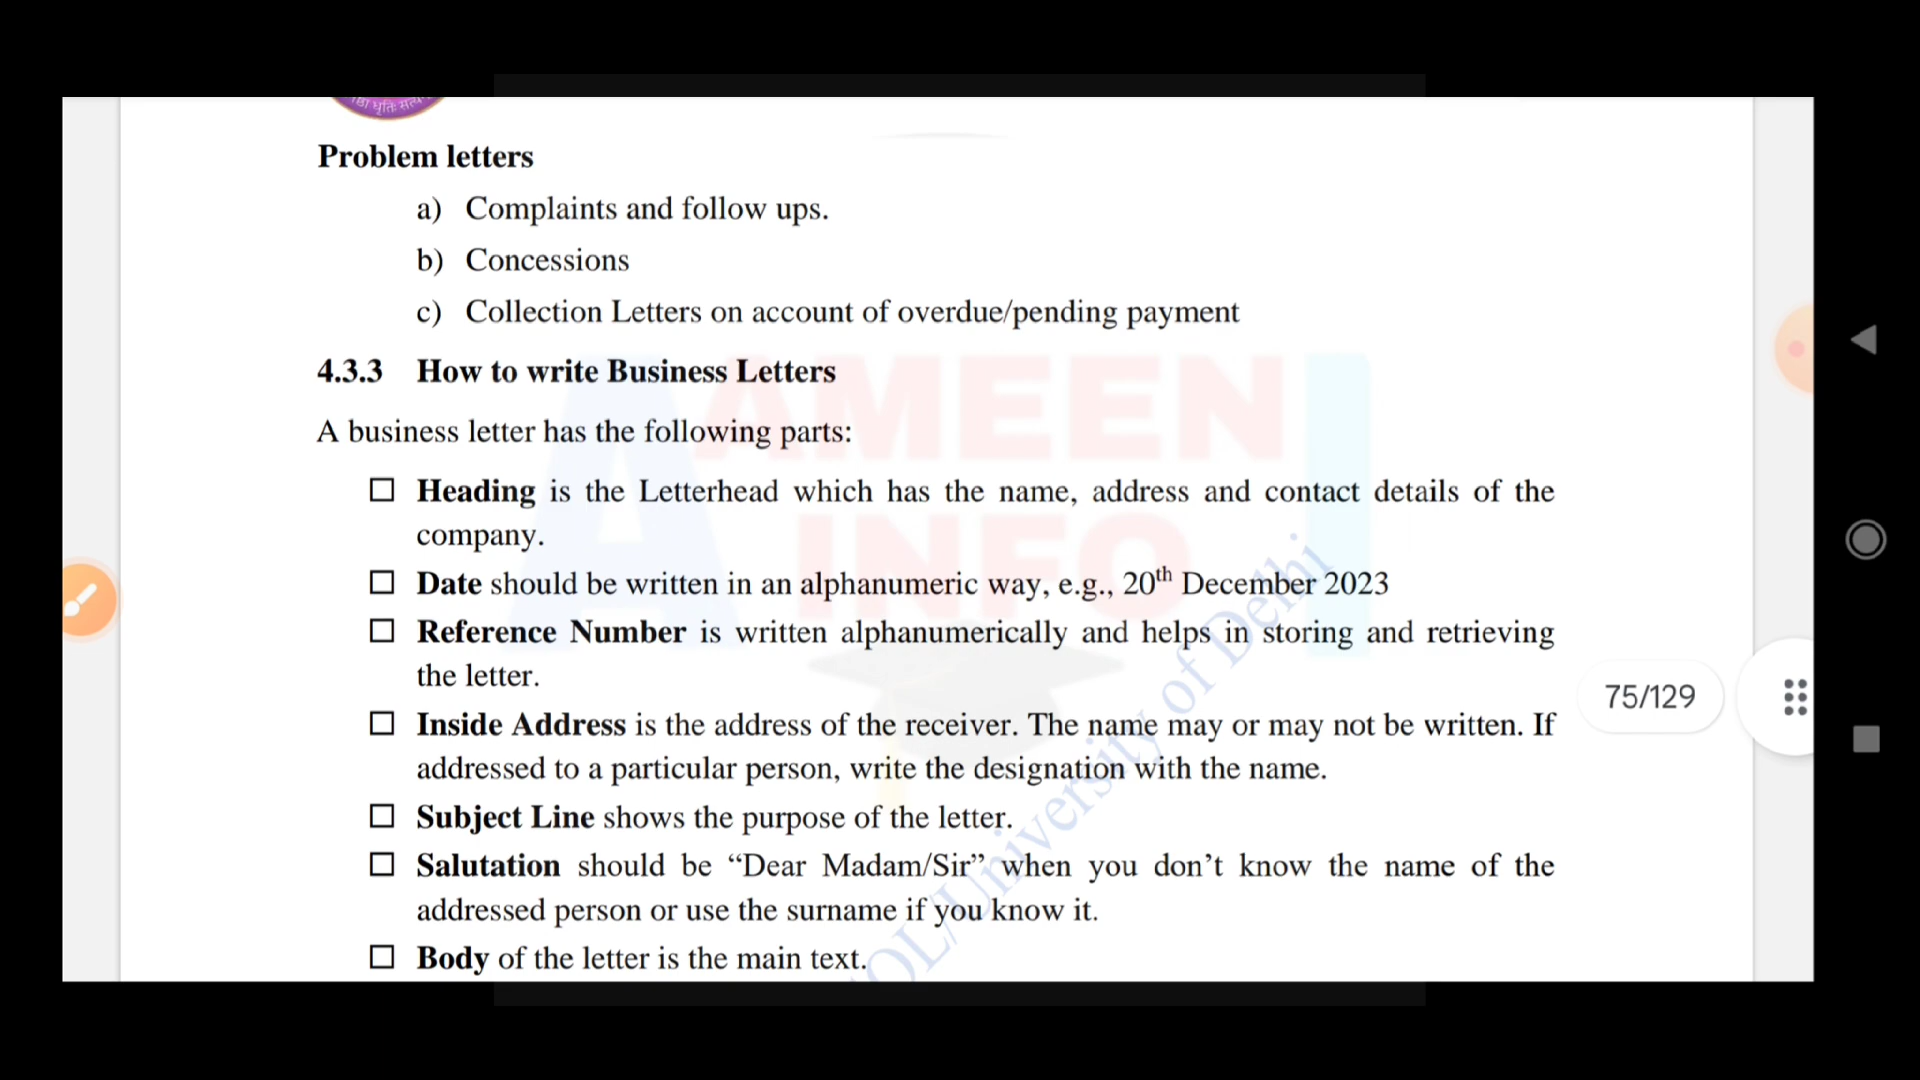 धृतिः
Problem letters
a) Complaints and follow ups.
b) Concessions
c) Collection Letters on account of overdue/pending payment
4.3.3 How to write Business Letters
A business letter has the following parts:
☐ Heading is the Letterhead which has the name, address and contact details of the
company.
☐ Date should be written in an alphanumeric way, e.g., 20th December 2023
☐ Reference Number is written alphanumerically and helps in storing and retrieving
the letter.
☐ Inside Address is the address of the receiver. The name may or may not be written. If
addressed to a particular person, write the designation with the name.
☐ Subject Line shows the purpose of the letter.
☐ Salutation should be “Dear Madam/Sir” when you don’t know the name of the
addressed person or use the surname if you know it.
☐ Body of the letter is the main text.
75/129
AMEEN
INFO
OL/University of Delhi